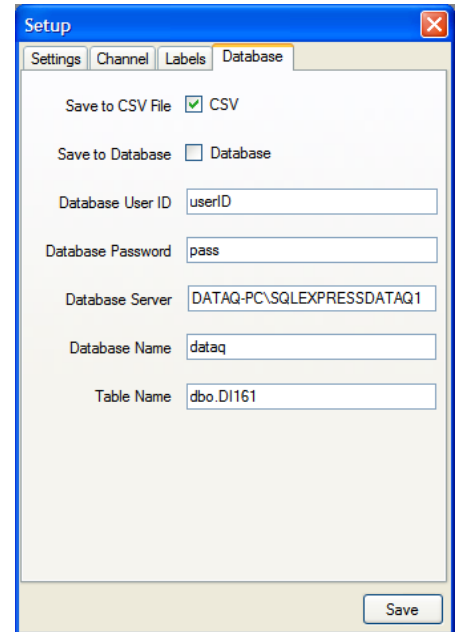 Setup
Settings Channel Labels Database
Save to CSV File CSV
Save to Database Database
Database User ID userID
Database Password pass
Database Server DATAQ-PC\SQLEXPRESSDATAQ1
Database Name dataq
Table Name dbo.DI161
Save